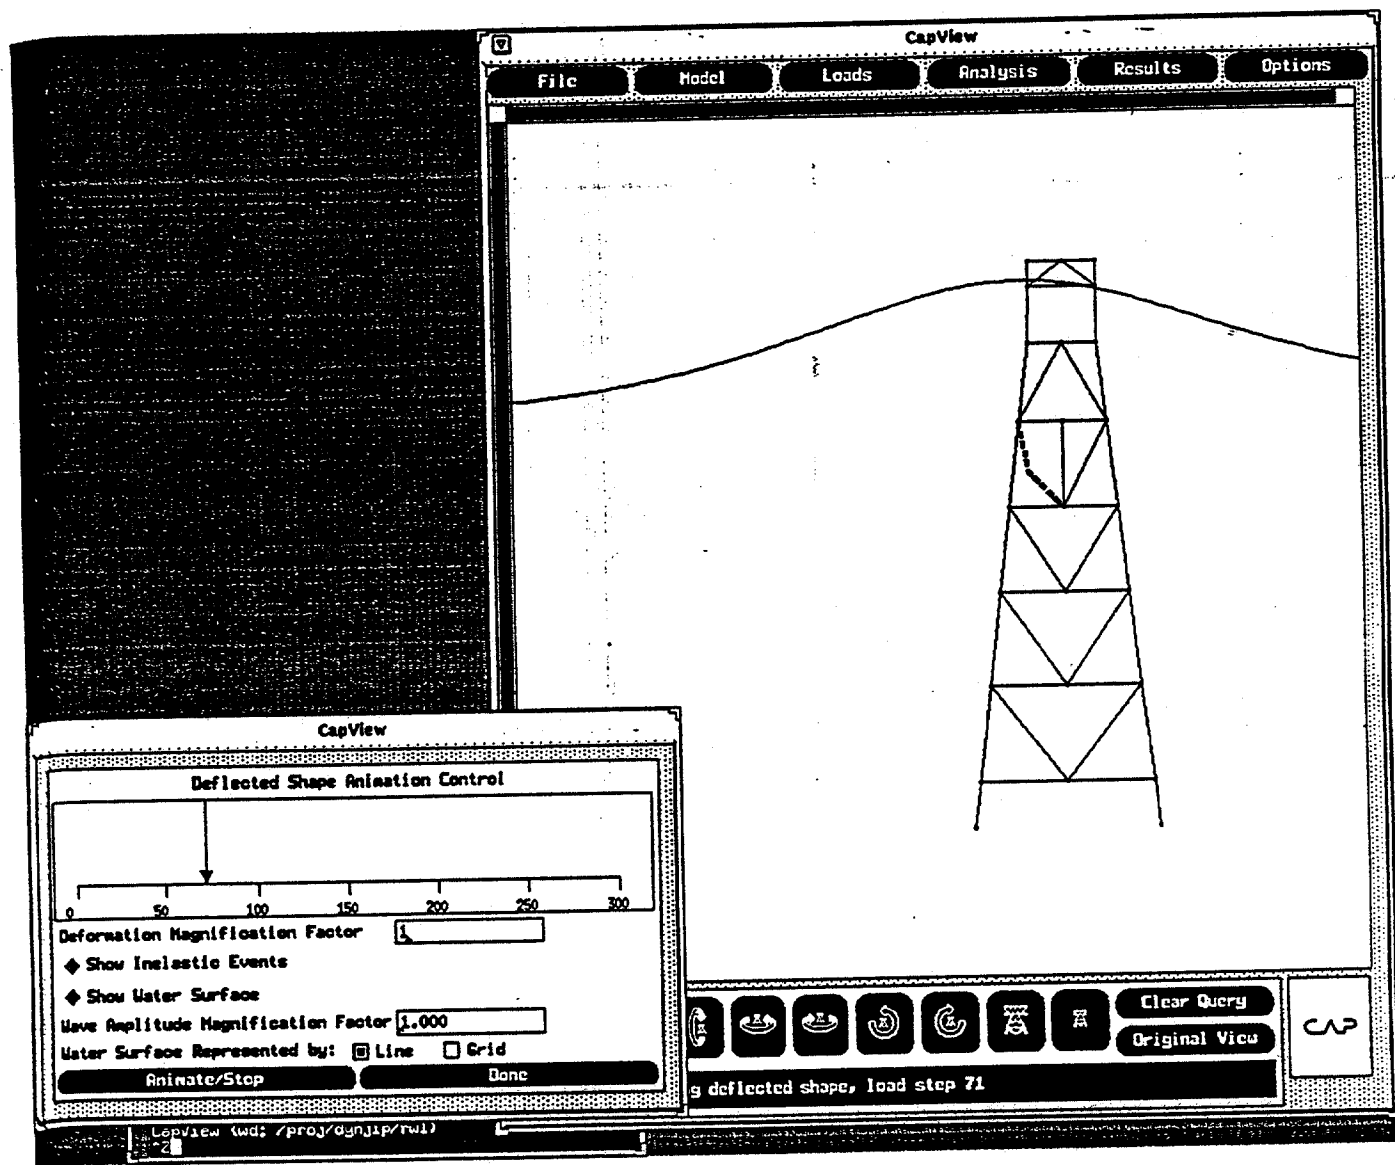 CapView
File Model Loads Analysis Results Options
CapView
Deflected Shape Animation Control
0 50 100 150 200 250 300
Deformation Magnification Factor 1
Show Inelastic Events
Show Water Surface
Wave Amplitude Magnification Factor 1.000
Water Surface Represented by: Line Grid
Animate/Stop Done
Clear Query
Original View
CAP
g deflected shape, load step 71
CapView (wd: /proj/dynjip/rw1)